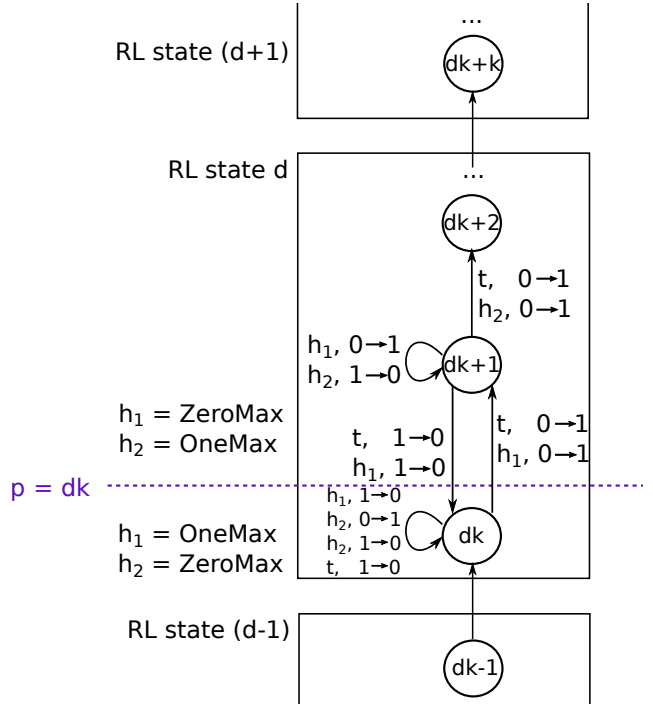 ...
RL state (d+1)
dk+k
RL state d
...
dk+2
t, 0→1
h₂, 0→1
h₁, 0→1
h₂, 1→0
dk+1
h₁ = ZeroMax
h₂ = OneMax
t, 1→0
h₁, 1→0
t, 0→1
h₁, 0→1
p = dk
h₁ = OneMax
h₂ = ZeroMax
h₁, 1→0
h₂, 0→1
h₂, 1→0
t, 1→0
dk
RL state (d-1)
dk-1